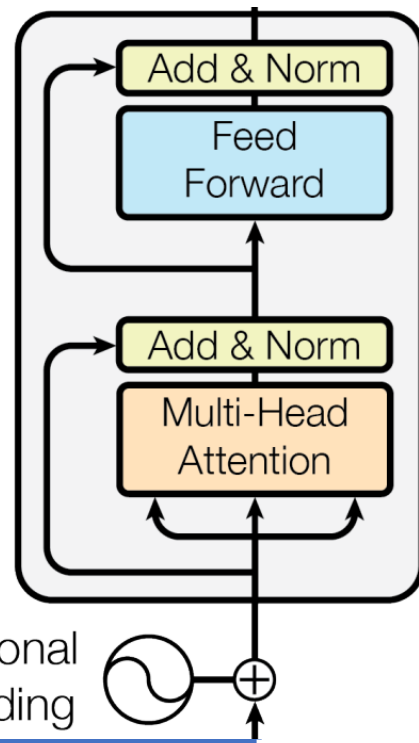 Add & Norm
Feed
Forward
Add & Norm
Multi-Head
Attention
onal
ding